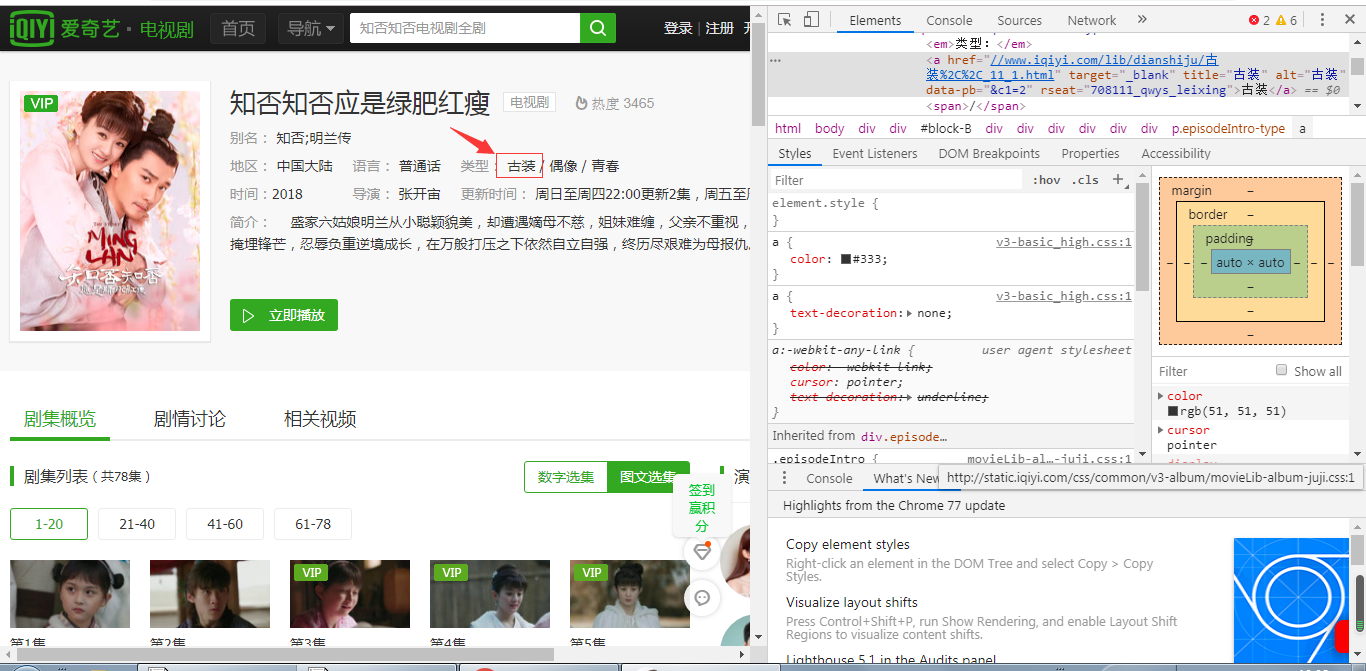 iQIYI 爱奇艺 · 电视剧 首页 导航 知否知否电视剧全剧 登录 | 注册
VIP
知否知否应是绿肥红瘦 电视剧 热度 3465
别名： 知否;明兰传
地区： 中国大陆 语言： 普通话 类型： 古装 / 偶像 / 青春
时间：2018 导演： 张开宙 更新时间： 周日至周四22:00更新2集，周五至周
简介： 盛家六姑娘明兰从小聪颖貌美，却遭遇嫡母不慈，姐妹难缠，父亲不重视，
掩埋锋芒，忍辱负重逆境成长，在万般打压之下依然自立自强，终历尽艰难为母报仇。
MING
LAN
知否知否
立即播放
剧集概览 剧情讨论 相关视频
剧集列表（共78集） 数字选集 图文选集 演
签到
赢积
分
1-20 21-40 41-60 61-78
VIP VIP VIP
第1集 第2集 第3集 第4集 第5集
Elements Console Sources Network » 2 6
<em>类型：</em>
<a href="//www.iqiyi.com/lib/dianshiju/古
装%2C%2C_11_1.html" target="_blank" title="古装" alt="古装"
data-pb="&c1=2" rseat="708111_qwys_leixing">古装</a> == $0
<span>/</span>
html body div div #block-B div div div div div div p.episodeIntro-type a
Styles Event Listeners DOM Breakpoints Properties Accessibility
Filter :hov .cls +
element.style {
}
a { v3-basic_high.css:1
color: #333;
}
a { v3-basic_high.css:1
text-decoration: none;
}
a:-webkit-any-link { user agent stylesheet
color: -webkit-link;
cursor: pointer;
text-decoration: underline;
}
Inherited from div.episode…
.episodeIntro { movieLib-al…-juji.css:1
margin –
border –
padding –
auto × auto
Filter Show all
color
rgb(51, 51, 51)
cursor
pointer
display
Console What's New
http://static.iqiyi.com/css/common/v3-album/movieLib-album-juji.css:1
Highlights from the Chrome 77 update
Copy element styles
Right-click an element in the DOM Tree and select Copy > Copy
Styles.
Visualize layout shifts
Press Control+Shift+P, run Show Rendering, and enable Layout Shift
Regions to visualize content shifts.
Lighthouse 5.1 in the Audits panel